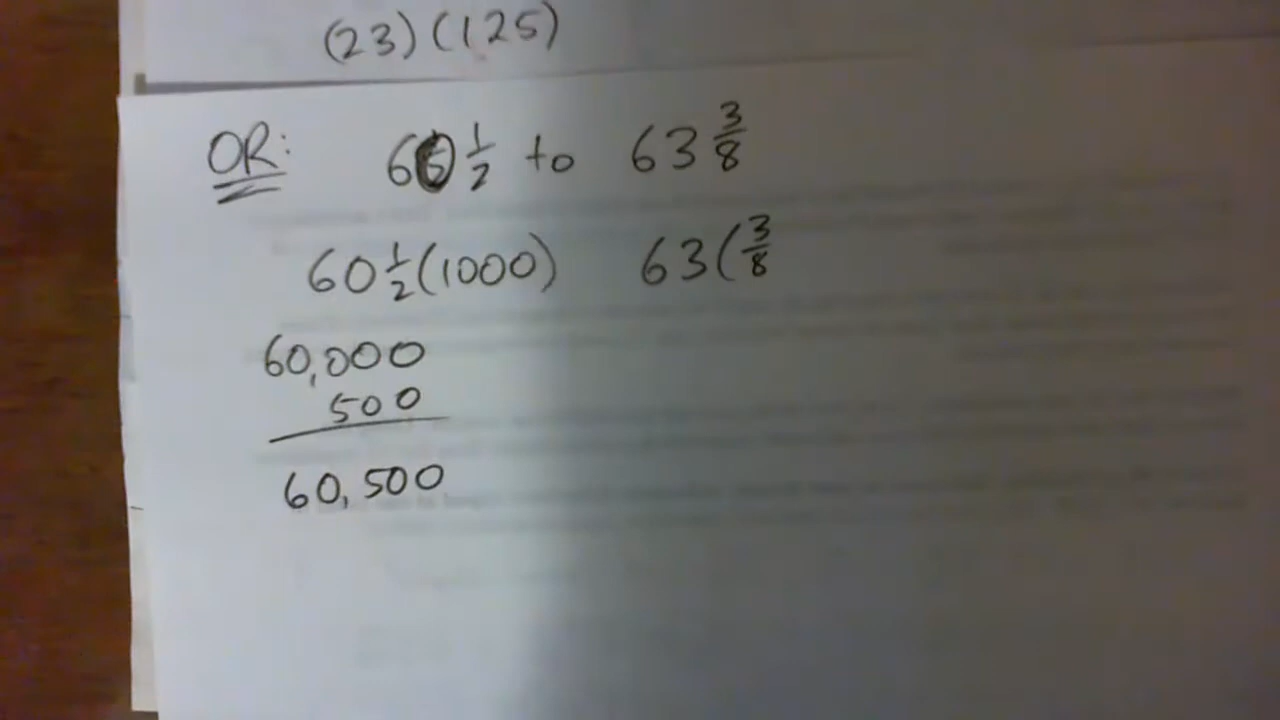 (23)(125)
OR: 60 1/2 to 63 3/8
60 1/2 (1000) 63(3/8
60,000
500
60,500